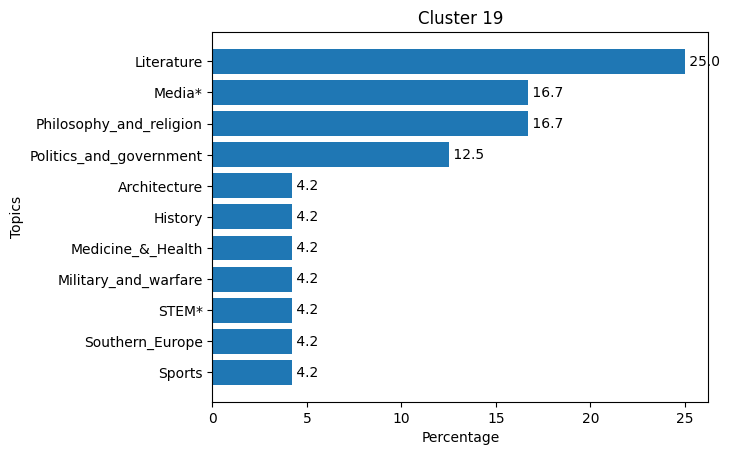 Cluster 19
Literature 25.0
Media* 16.7
Philosophy_and_religion 16.7
Politics_and_government 12.5
Architecture 4.2
History 4.2
Medicine_&_Health 4.2
Military_and_warfare 4.2
STEM* 4.2
Southern_Europe 4.2
Sports 4.2
Topics
0 5 10 15 20 25
Percentage